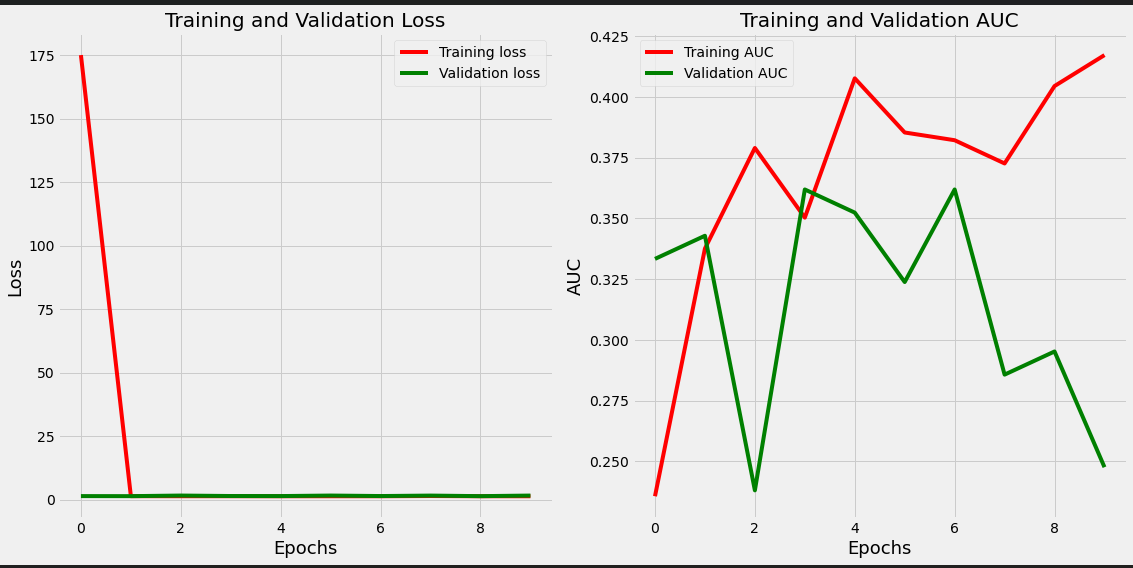 Training and Validation Loss
Training loss
Validation loss
175
150
125
100
75
50
25
0
Loss
0 2 4 6 8
Epochs
Training and Validation AUC
Training AUC
Validation AUC
0.425
0.400
0.375
0.350
0.325
0.300
0.275
0.250
AUC
0 2 4 6 8
Epochs